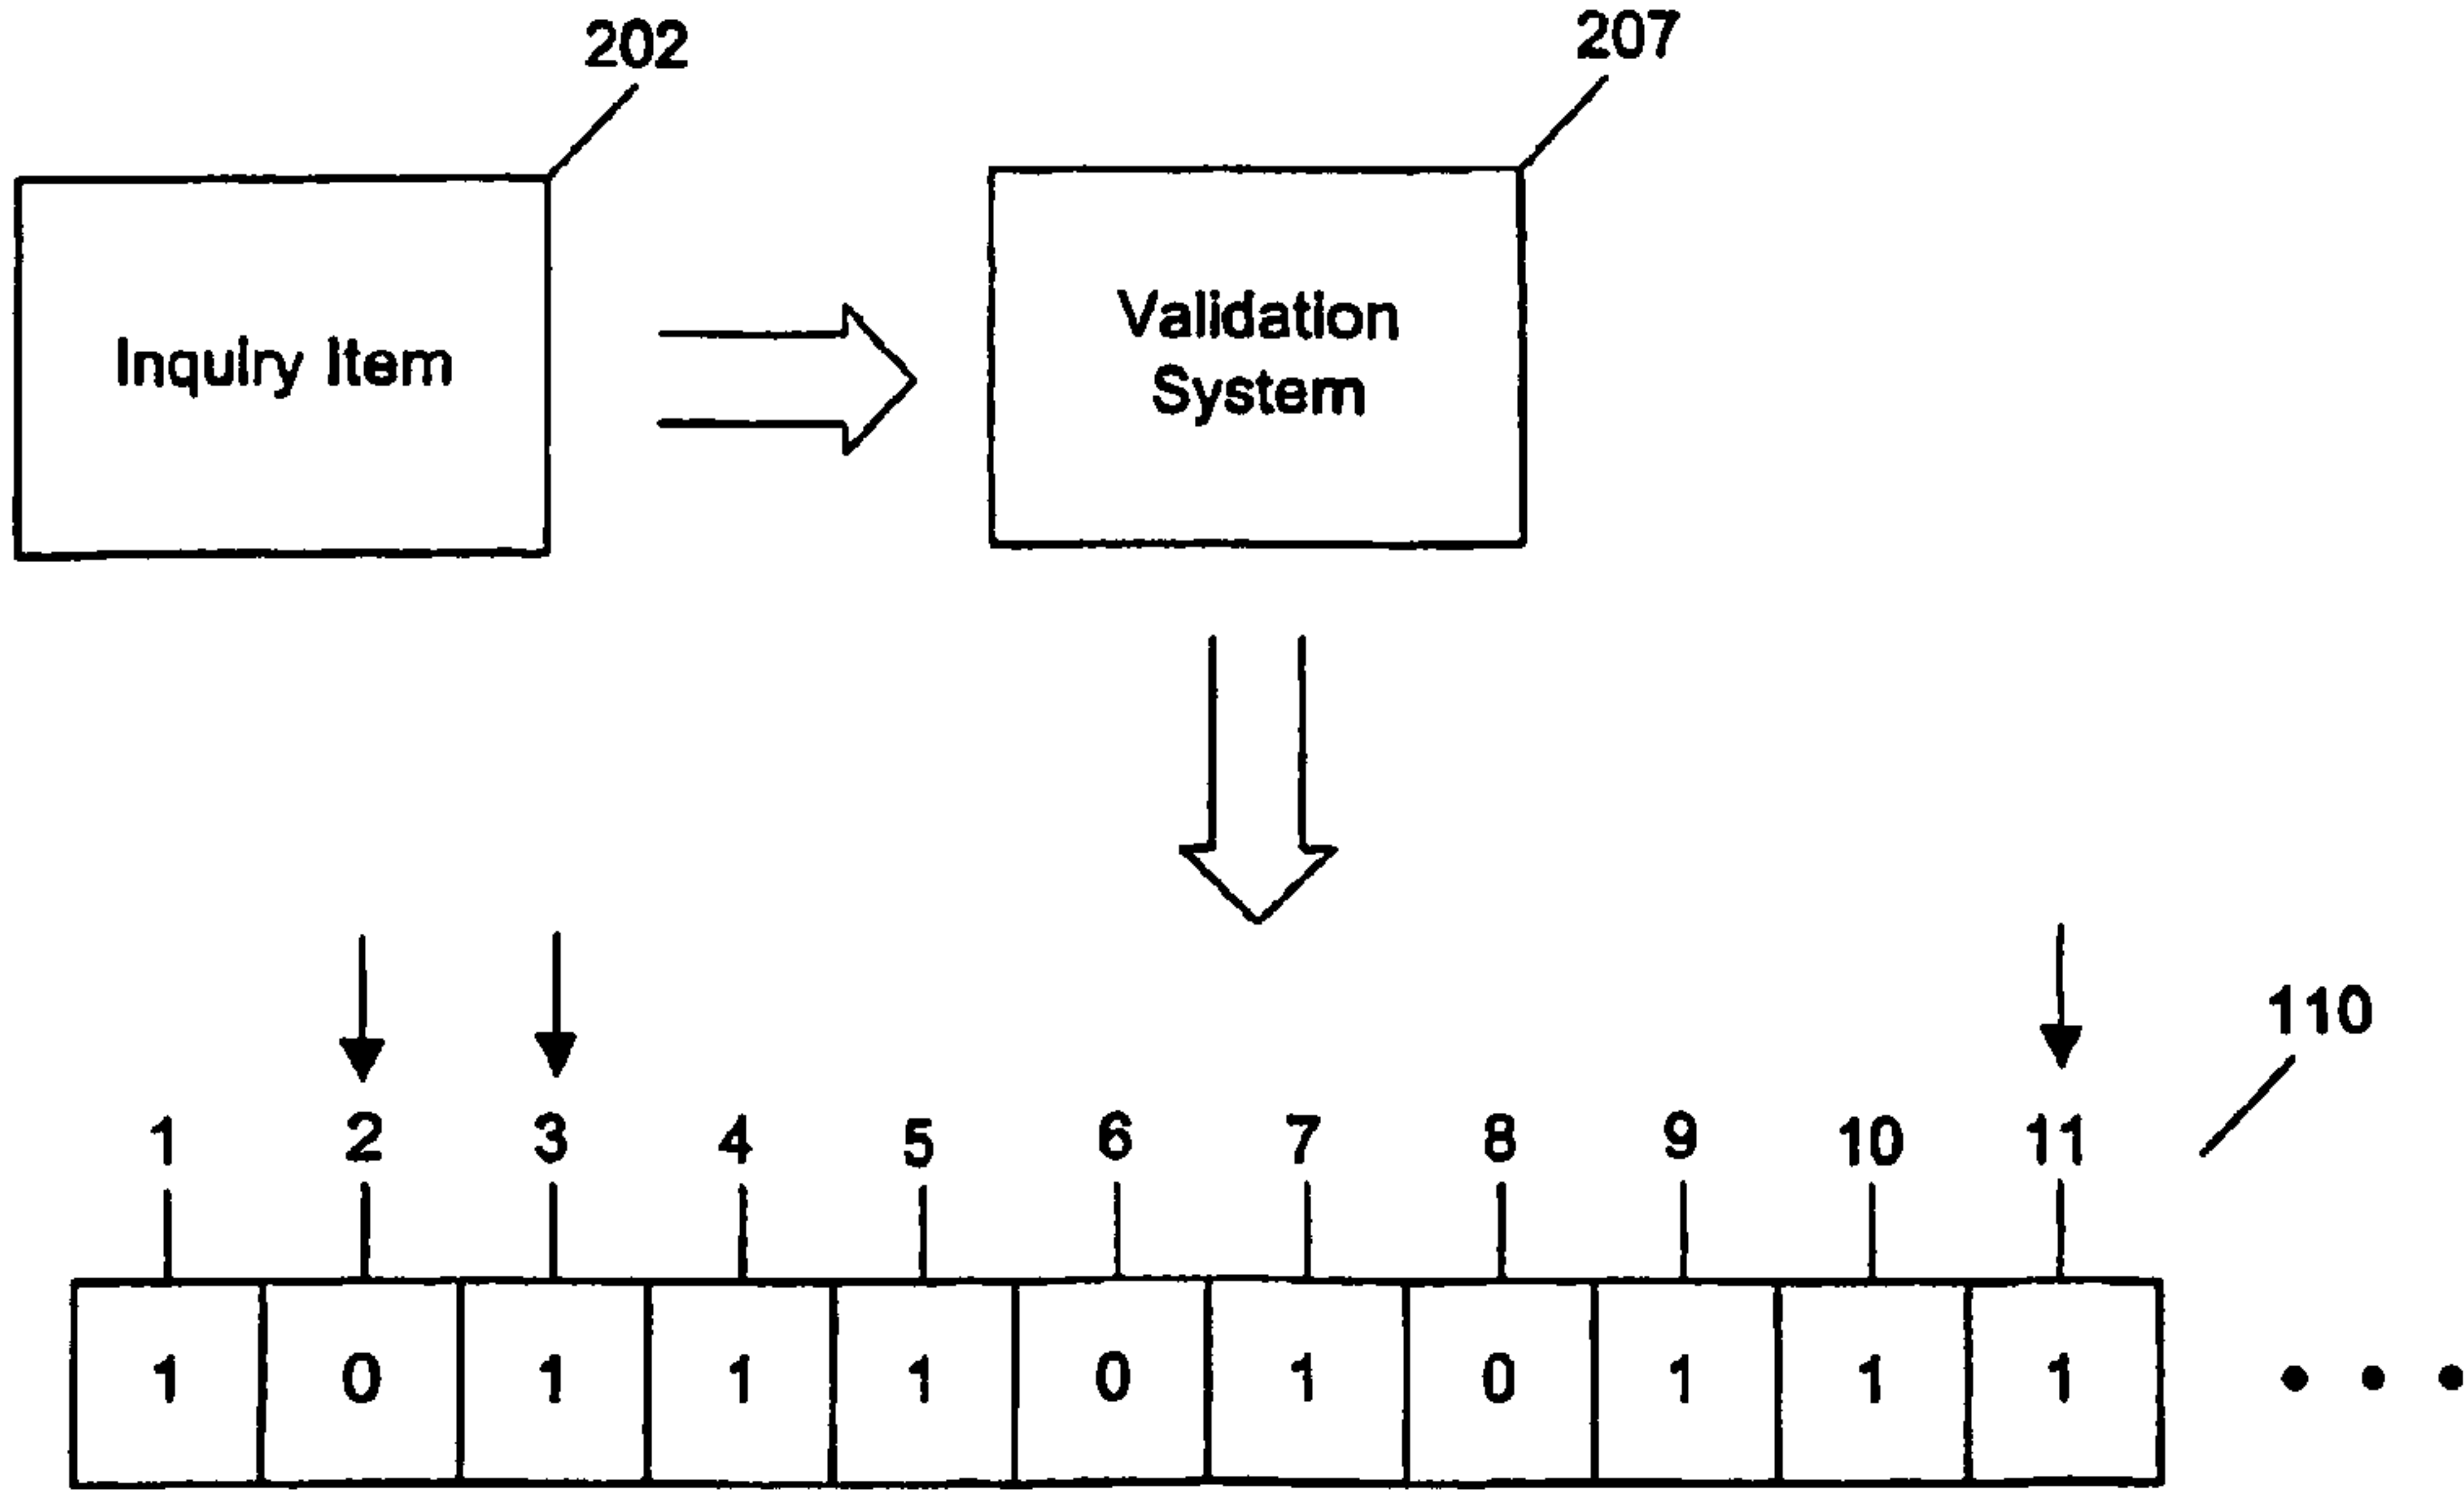 202
207
Inquiry Item
Validation
System
110
1 2 3 4 5 6 7 8 9 10 11
1 0 1 1 1 0 1 0 1 1 1 • • •